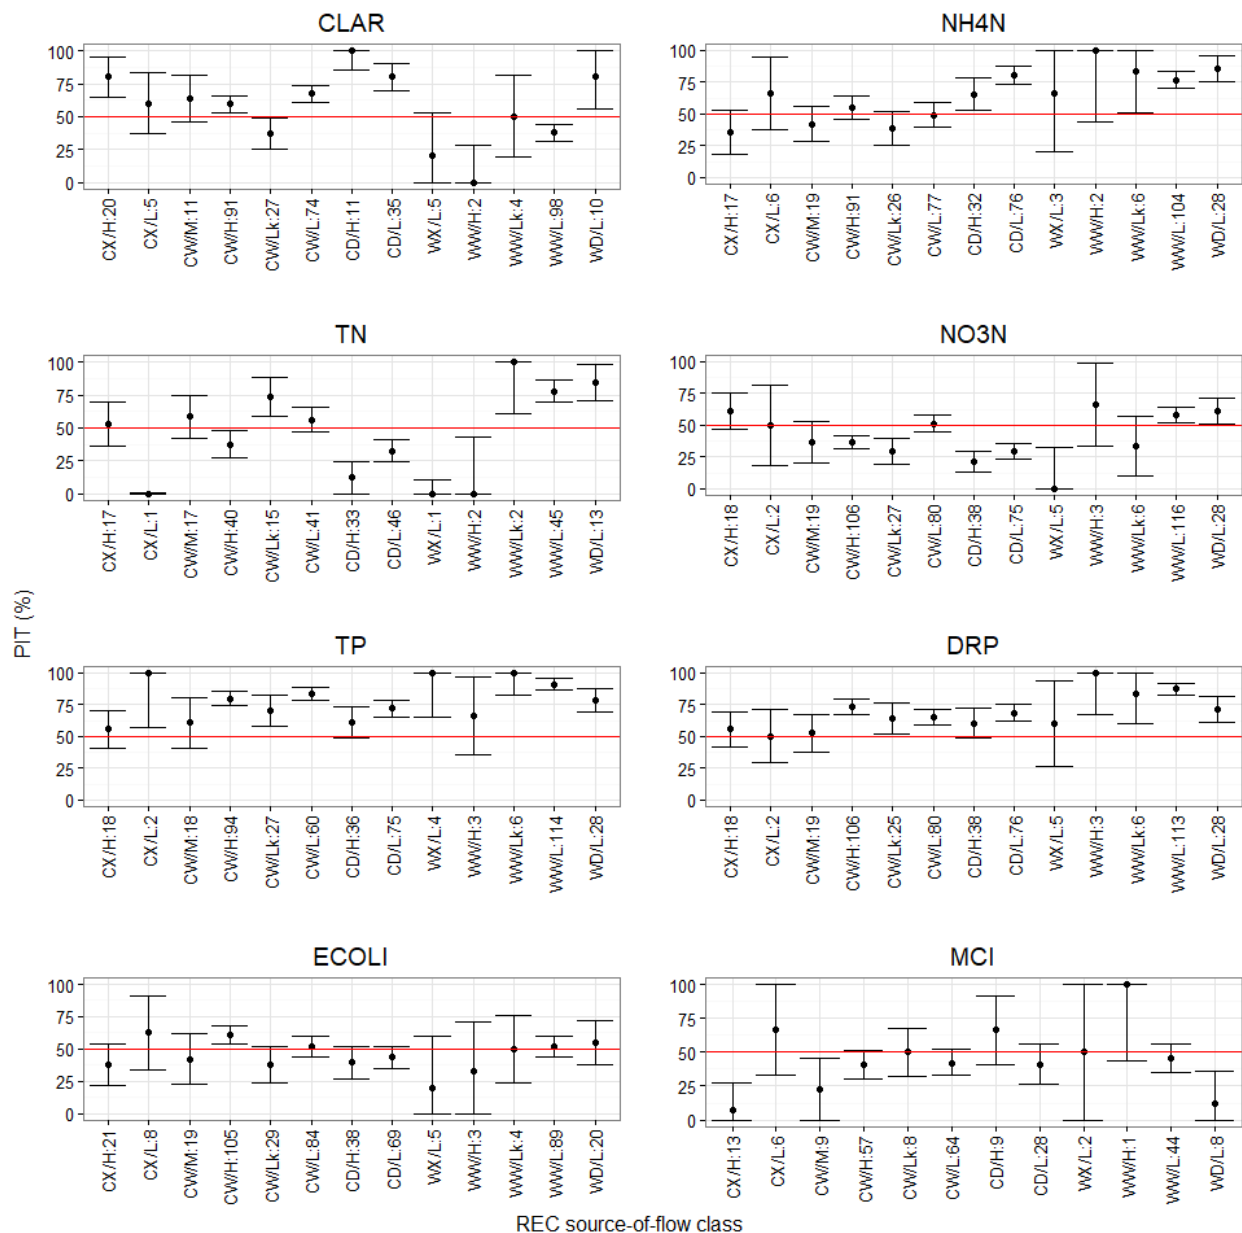 CLAR
NH4N
100
75
50
25
0
CX/H:20
CX/L:5
CW/M:11
CW/H:91
CW/Lk:27
CW/L:74
CD/H:11
CD/L:35
WX/L:5
WW/H:2
WW/Lk:4
WW/L:98
WD/L:10
100
75
50
25
0
CX/H:17
CX/L:6
CW/M:19
CW/H:91
CW/Lk:26
CW/L:77
CD/H:32
CD/L:76
WX/L:3
WW/H:2
WW/Lk:6
WW/L:104
WD/L:28
TN
NO3N
100
75
50
25
0
CX/H:17
CX/L:1
CW/M:17
CW/H:40
CW/Lk:15
CW/L:41
CD/H:33
CD/L:46
WX/L:1
WW/H:2
WW/Lk:2
WW/L:45
WD/L:13
100
75
50
25
0
CX/H:18
CX/L:2
CW/M:19
CW/H:106
CW/Lk:27
CW/L:80
CD/H:38
CD/L:75
WX/L:5
WW/H:3
WW/Lk:6
WW/L:116
WD/L:28
PIT (%)
TP
DRP
100
75
50
25
0
CX/H:18
CX/L:2
CW/M:18
CW/H:94
CW/Lk:27
CW/L:60
CD/H:36
CD/L:75
WX/L:4
WW/H:3
WW/Lk:6
WW/L:114
WD/L:28
100
75
50
25
0
CX/H:18
CX/L:2
CW/M:19
CW/H:106
CW/Lk:25
CW/L:80
CD/H:38
CD/L:76
WX/L:5
WW/H:3
WW/Lk:6
WW/L:113
WD/L:28
ECOLI
MCI
100
75
50
25
0
CX/H:21
CX/L:8
CW/M:19
CW/H:105
CW/Lk:29
CW/L:84
CD/H:38
CD/L:69
WX/L:5
WW/H:3
WW/Lk:4
WW/L:89
WD/L:20
100
75
50
25
0
CX/H:13
CX/L:6
CW/M:9
CW/H:57
CW/Lk:8
CW/L:64
CD/H:9
CD/L:28
WX/L:2
WW/H:1
WW/L:44
WD/L:8
REC source-of-flow class